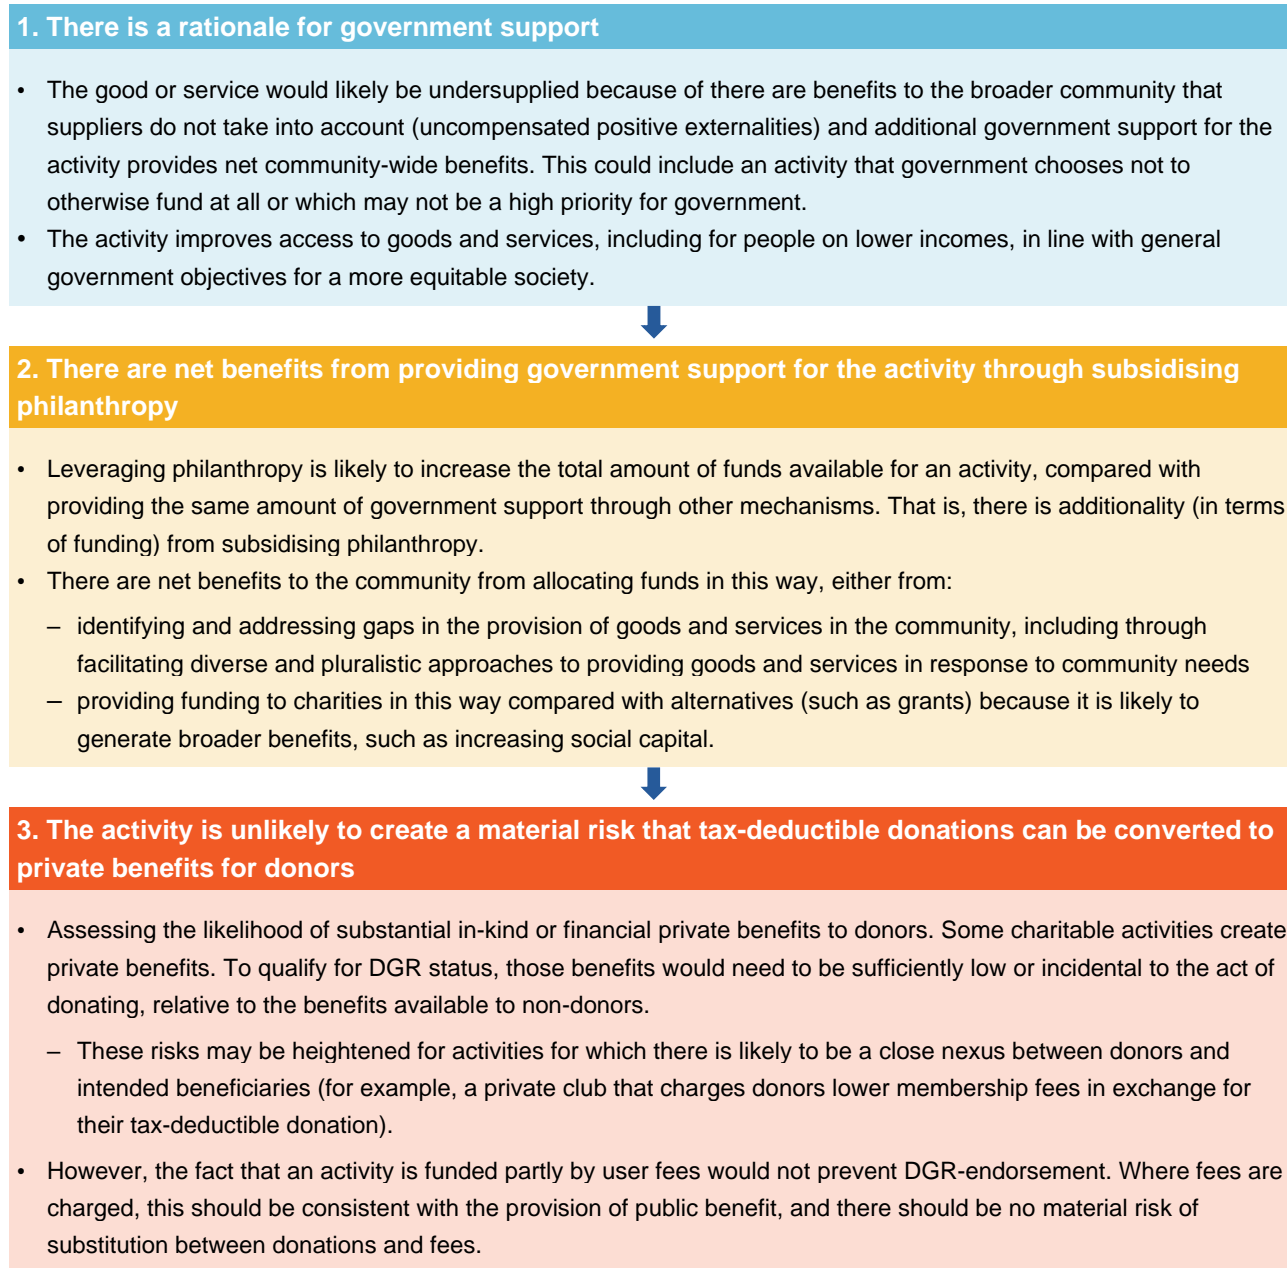 1. There is a rationale for government support
• The good or service would likely be undersupplied because of there are benefits to the broader community that
suppliers do not take into account (uncompensated positive externalities) and additional government support for the
activity provides net community-wide benefits. This could include an activity that government chooses not to
otherwise fund at all or which may not be a high priority for government.
• The activity improves access to goods and services, including for people on lower incomes, in line with general
government objectives for a more equitable society.
2. There are net benefits from providing government support for the activity through subsidising
philanthropy
• Leveraging philanthropy is likely to increase the total amount of funds available for an activity, compared with
providing the same amount of government support through other mechanisms. That is, there is additionality (in terms
of funding) from subsidising philanthropy.
• There are net benefits to the community from allocating funds in this way, either from:
– identifying and addressing gaps in the provision of goods and services in the community, including through
facilitating diverse and pluralistic approaches to providing goods and services in response to community needs
– providing funding to charities in this way compared with alternatives (such as grants) because it is likely to
generate broader benefits, such as increasing social capital.
3. The activity is unlikely to create a material risk that tax-deductible donations can be converted to
private benefits for donors
• Assessing the likelihood of substantial in-kind or financial private benefits to donors. Some charitable activities create
private benefits. To qualify for DGR status, those benefits would need to be sufficiently low or incidental to the act of
donating, relative to the benefits available to non-donors.
– These risks may be heightened for activities for which there is likely to be a close nexus between donors and
intended beneficiaries (for example, a private club that charges donors lower membership fees in exchange for
their tax-deductible donation).
• However, the fact that an activity is funded partly by user fees would not prevent DGR-endorsement. Where fees are
charged, this should be consistent with the provision of public benefit, and there should be no material risk of
substitution between donations and fees.